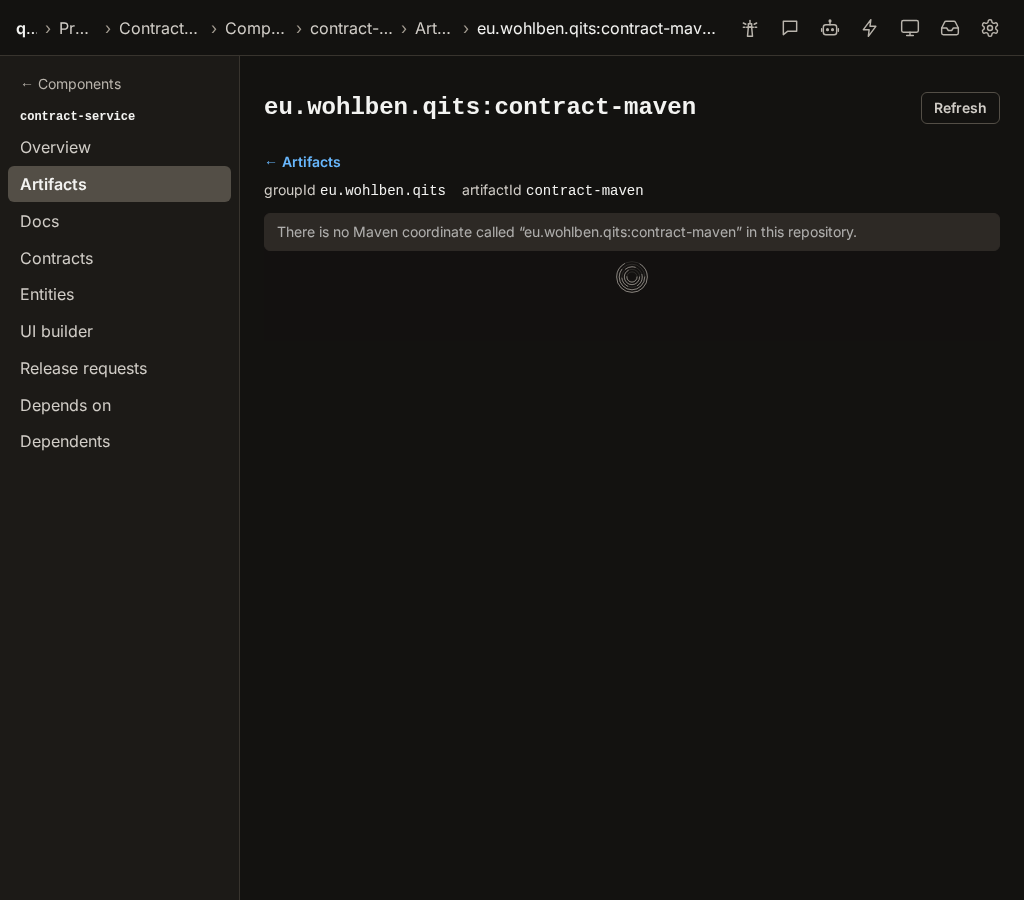 q... › Pr... › Contract... › Comp... › contract-... › Art... › eu.wohlben.qits:contract-mav...
← Components
contract-service
Overview
Artifacts
Docs
Contracts
Entities
UI builder
Release requests
Depends on
Dependents
eu.wohlben.qits:contract-maven
Refresh
← Artifacts
groupId eu.wohlben.qits artifactId contract-maven
There is no Maven coordinate called “eu.wohlben.qits:contract-maven” in this repository.